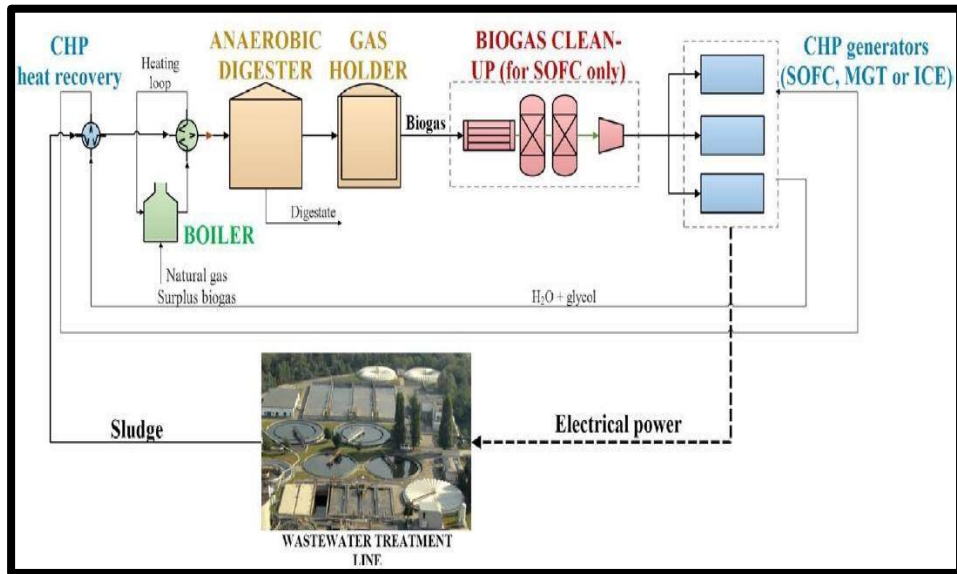 CHP
heat recovery
Heating
loop
ANAEROBIC
DIGESTER
GAS
HOLDER
BIOGAS CLEAN-
UP (for SOFC only)
CHP generators
(SOFC, MGT or ICE)
Biogas
Digestate
BOILER
Natural gas
Surplus biogas
H₂O + glycol
Sludge
Electrical power
WASTEWATER TREATMENT
LINE